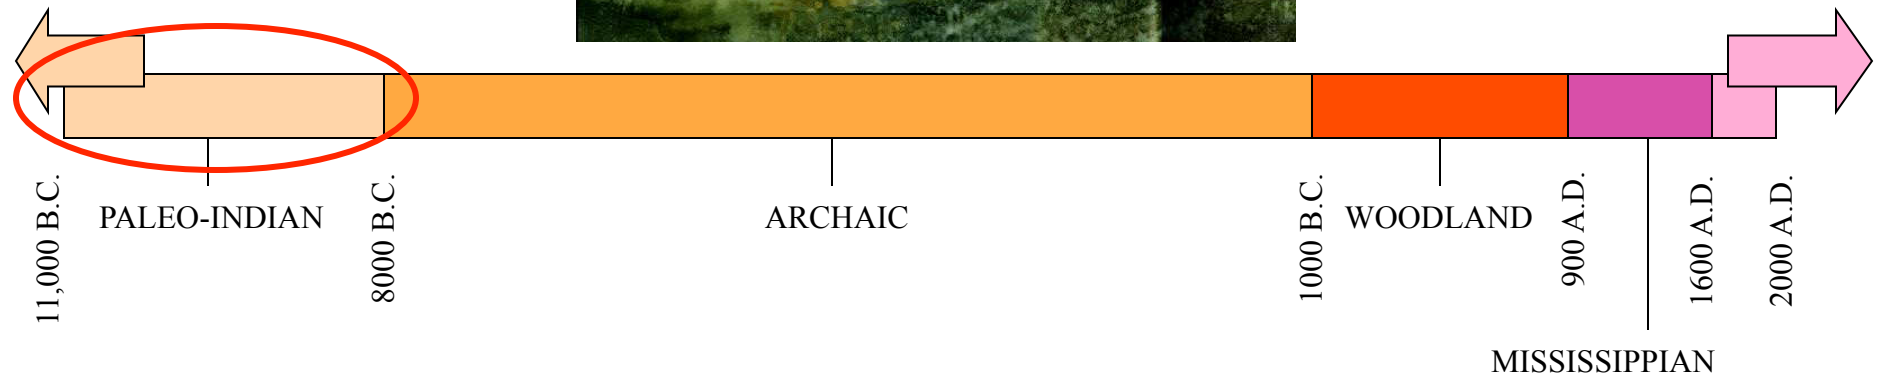 11,000 B.C.
PALEO-INDIAN
8000 B.C.
ARCHAIC
1000 B.C.
WOODLAND
900 A.D.
MISSISSIPPIAN
1600 A.D.
2000 A.D.